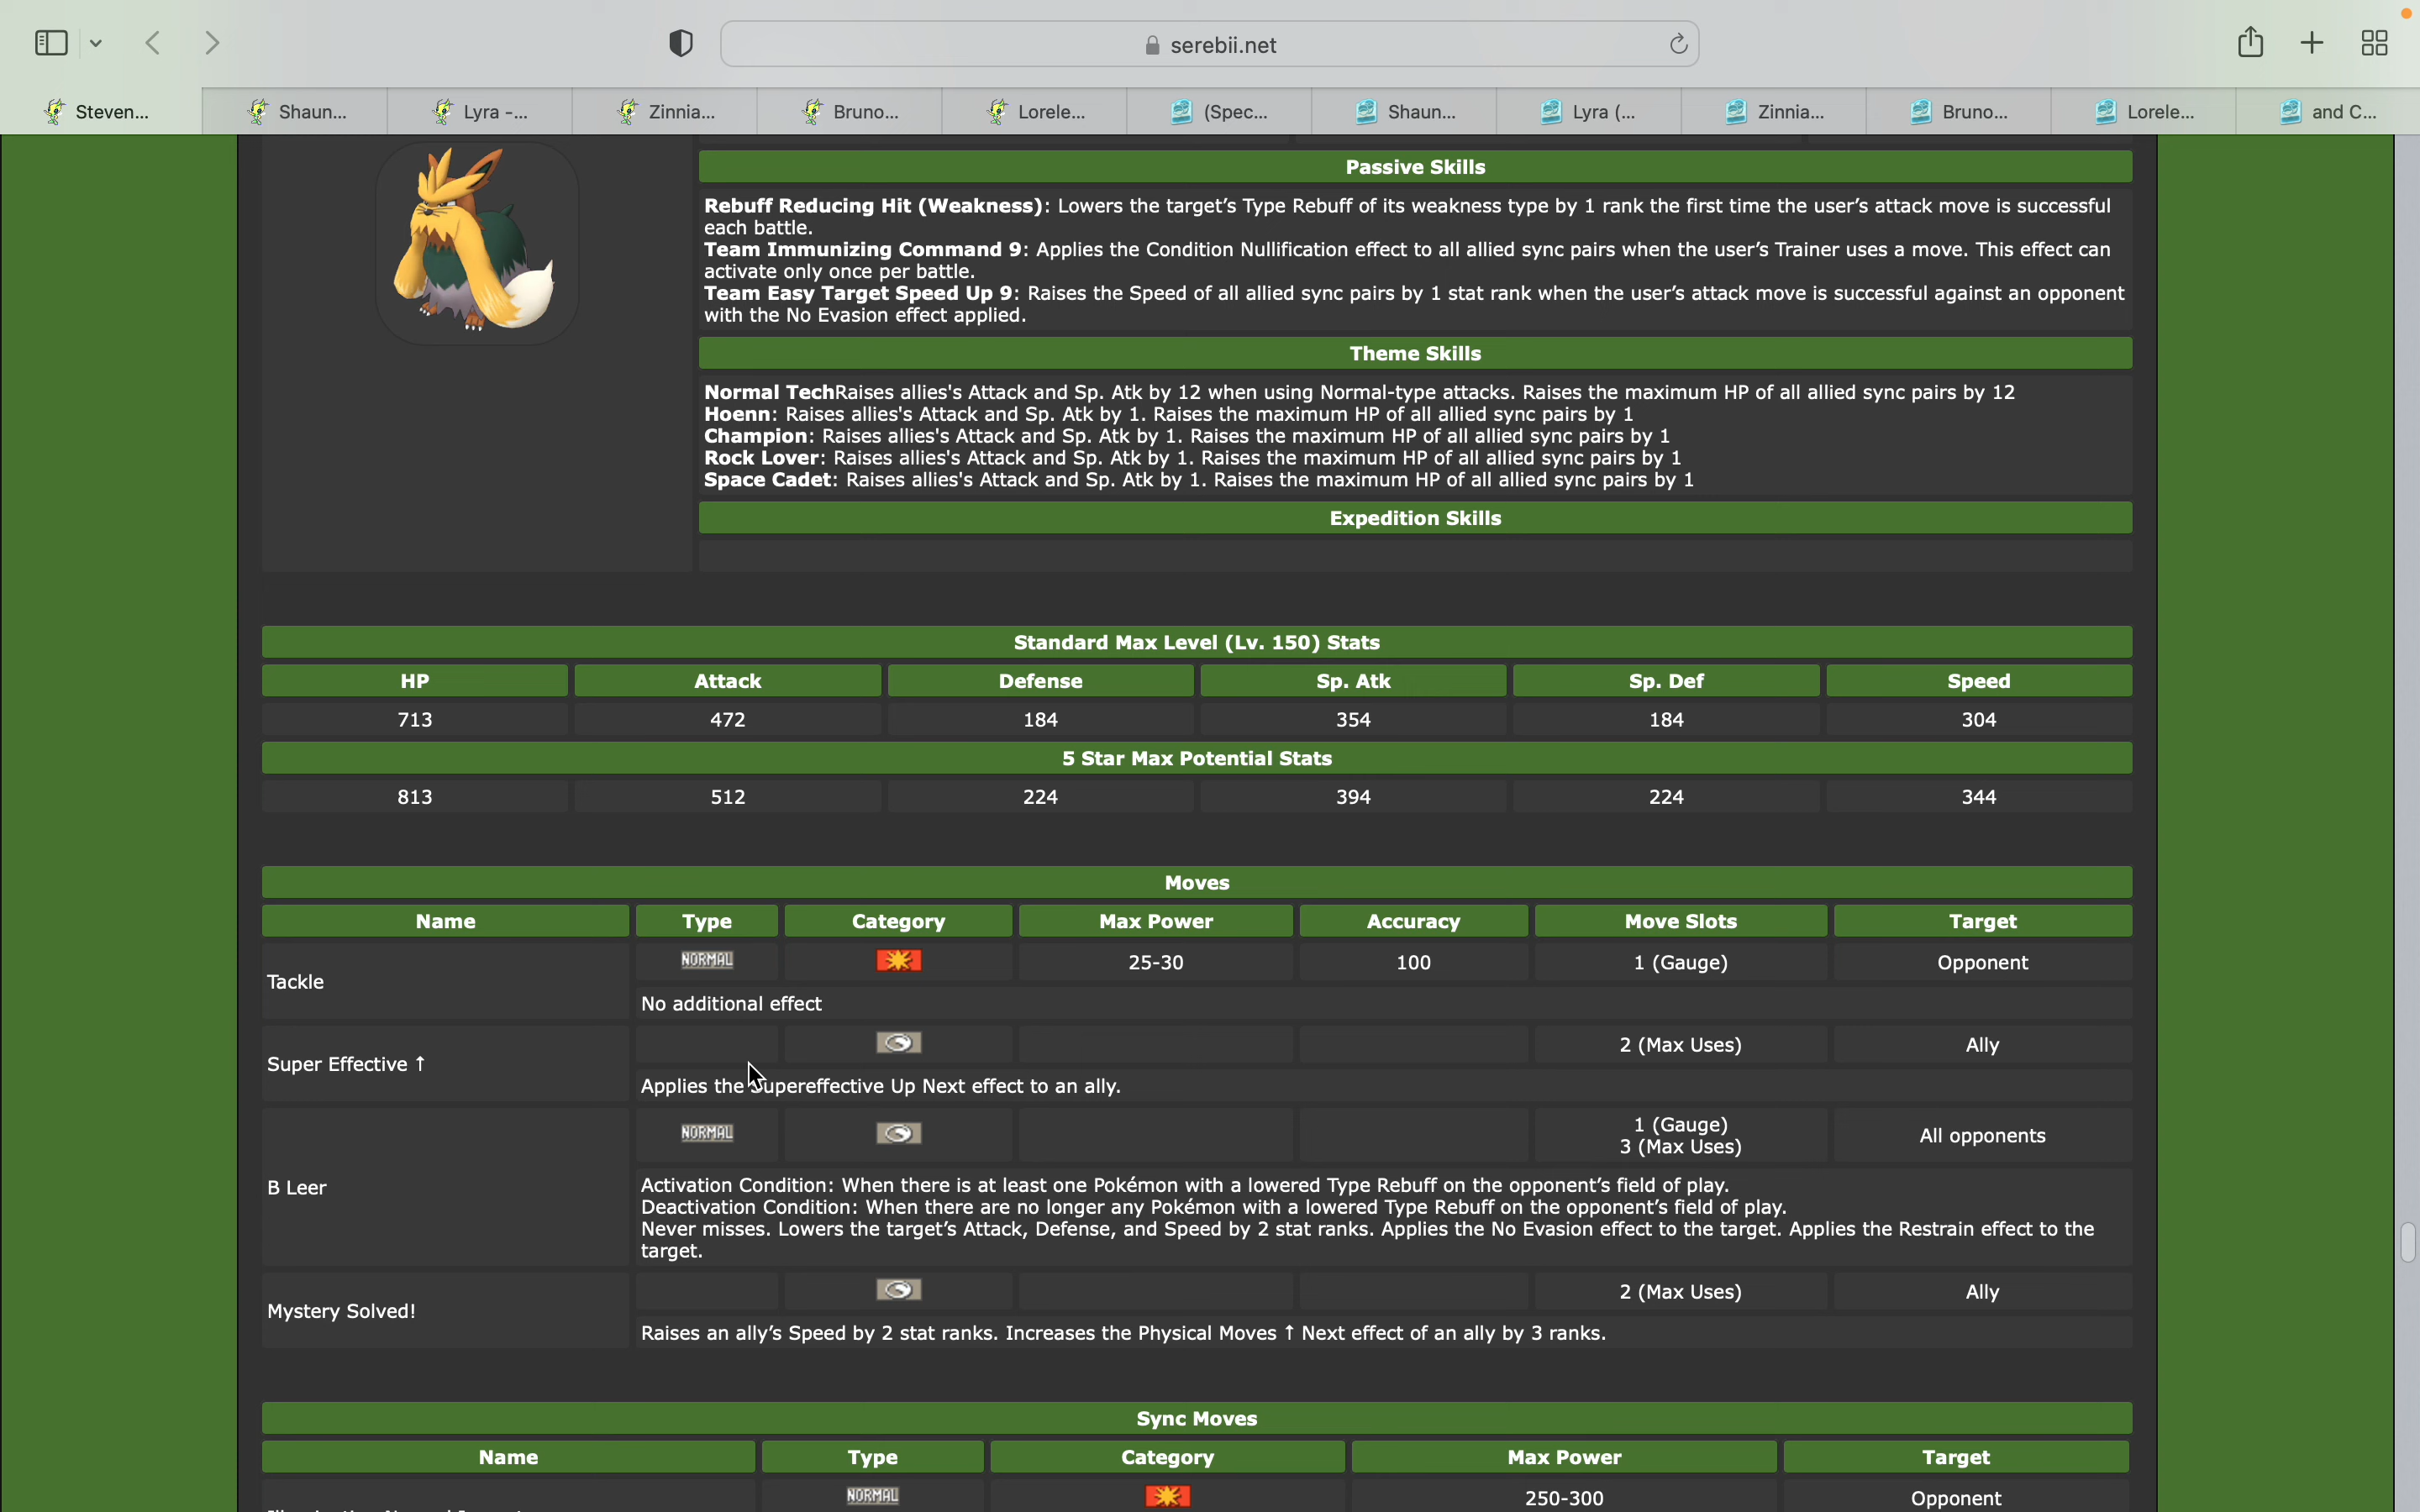 serebii.net
Steven... Shaun... Lyra -... Zinnia... Bruno... Lorele... (Spec... Shaun... Lyra (... Zinnia... Bruno... Lorele... and C...
Passive Skills
Rebuff Reducing Hit (Weakness): Lowers the target's Type Rebuff of its weakness type by 1 rank the first time the user's attack move is successful
each battle.
Team Immunizing Command 9: Applies the Condition Nullification effect to all allied sync pairs when the user's Trainer uses a move. This effect can
activate only once per battle.
Team Easy Target Speed Up 9: Raises the Speed of all allied sync pairs by 1 stat rank when the user's attack move is successful against an opponent
with the No Evasion effect applied.
Theme Skills
Normal TechRaises allies's Attack and Sp. Atk by 12 when using Normal-type attacks. Raises the maximum HP of all allied sync pairs by 12
Hoenn: Raises allies's Attack and Sp. Atk by 1. Raises the maximum HP of all allied sync pairs by 1
Champion: Raises allies's Attack and Sp. Atk by 1. Raises the maximum HP of all allied sync pairs by 1
Rock Lover: Raises allies's Attack and Sp. Atk by 1. Raises the maximum HP of all allied sync pairs by 1
Space Cadet: Raises allies's Attack and Sp. Atk by 1. Raises the maximum HP of all allied sync pairs by 1
Expedition Skills
Standard Max Level (Lv. 150) Stats
HP Attack Defense Sp. Atk Sp. Def Speed
713 472 184 354 184 304
5 Star Max Potential Stats
813 512 224 394 224 344
Moves
Name Type Category Max Power Accuracy Move Slots Target
Tackle NORMAL 25-30 100 1 (Gauge) Opponent
No additional effect
Super Effective ↑ 2 (Max Uses) Ally
Applies the Supereffective Up Next effect to an ally.
B Leer NORMAL 1 (Gauge) All opponents
3 (Max Uses)
Activation Condition: When there is at least one Pokémon with a lowered Type Rebuff on the opponent's field of play.
Deactivation Condition: When there are no longer any Pokémon with a lowered Type Rebuff on the opponent's field of play.
Never misses. Lowers the target's Attack, Defense, and Speed by 2 stat ranks. Applies the No Evasion effect to the target. Applies the Restrain effect to the
target.
Mystery Solved! 2 (Max Uses) Ally
Raises an ally's Speed by 2 stat ranks. Increases the Physical Moves ↑ Next effect of an ally by 3 ranks.
Sync Moves
Name Type Category Max Power Target
NORMAL 250-300 Opponent